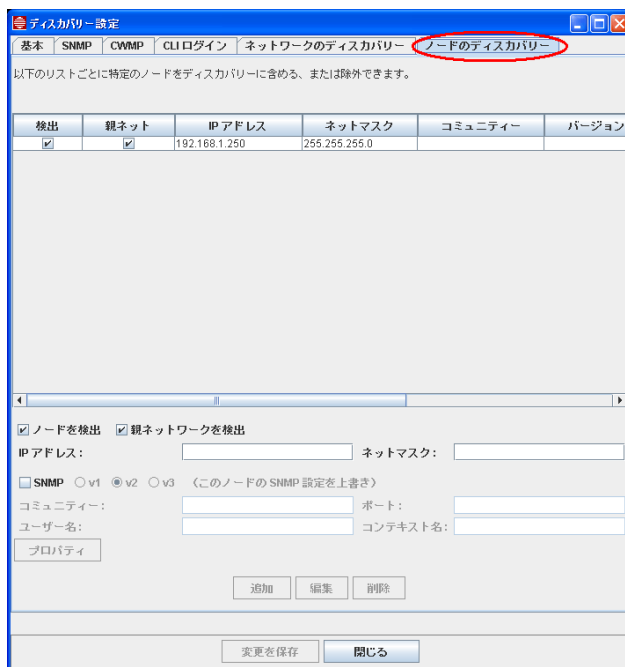 ディスカバリー設定
基本 SNMP CWMP CLIログイン ネットワークのディスカバリー ノードのディスカバリー
以下のリストごとに特定のノードをディスカバリーに含める、または除外できます。
検出 親ネット IPアドレス ネットマスク コミュニティー バージョン
192.168.1.250 255.255.255.0
ノードを検出 親ネットワークを検出
IPアドレス: ネットマスク:
SNMP v1 v2 v3 （このノードのSNMP設定を上書き）
コミュニティー: ポート:
ユーザー名: コンテキスト名:
プロパティ
追加 編集 削除
変更を保存 閉じる